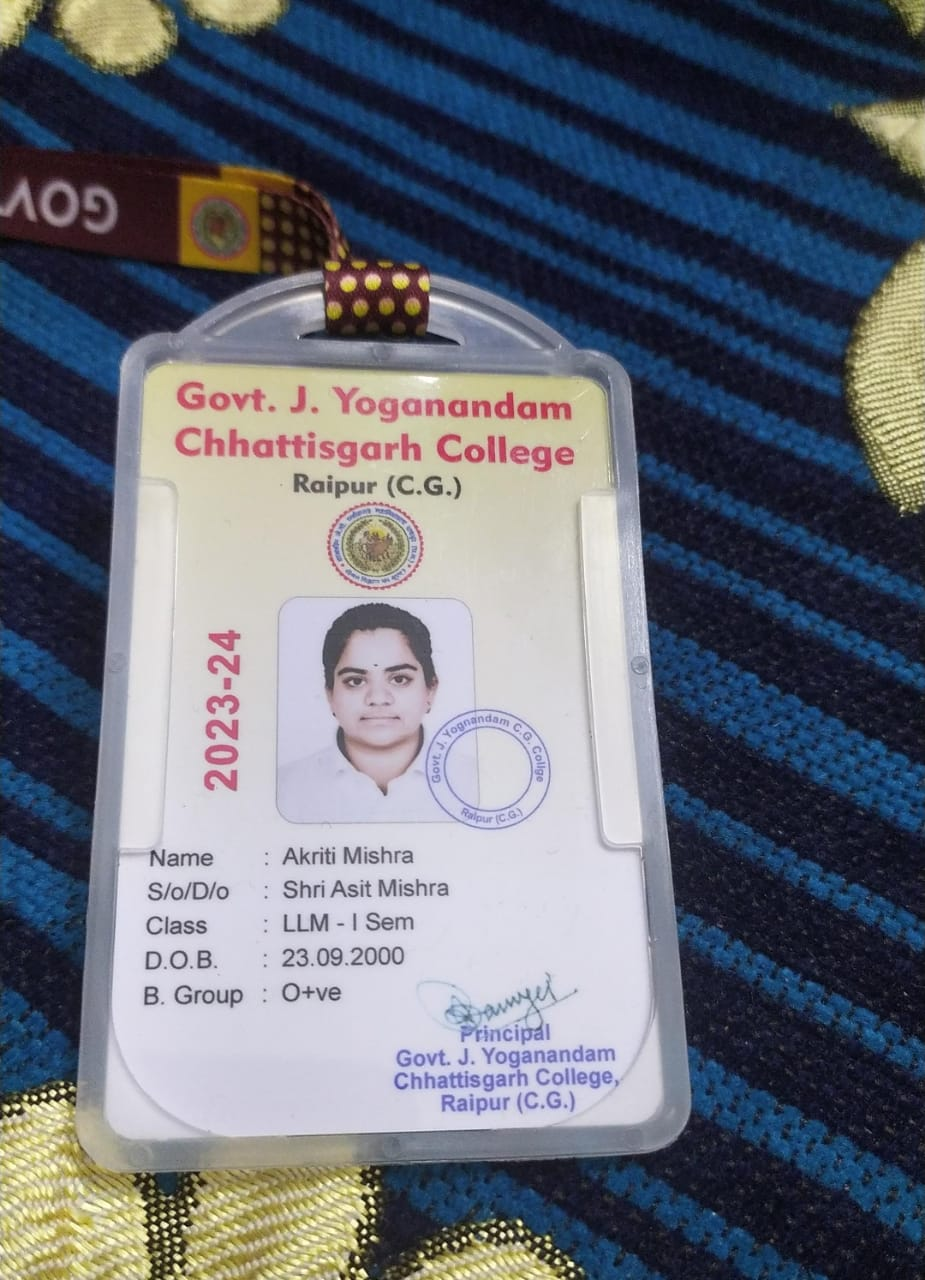 GOV
Govt. J. Yoganandam
Chhattisgarh College
Raipur (C.G.)
2023-24
Govt. J. Yognandam C.G. Collge
Raipur (C.G.)
Name : Akriti Mishra
S/o/D/o : Shri Asit Mishra
Class : LLM - I Sem
D.O.B. : 23.09.2000
B. Group : O+ve
Principal
Govt. J. Yoganandam
Chhattisgarh College,
Raipur (C.G.)